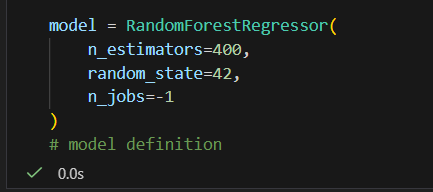 model = RandomForestRegressor(
    n_estimators=400,
    random_state=42,
    n_jobs=-1
)
# model definition
0.0s